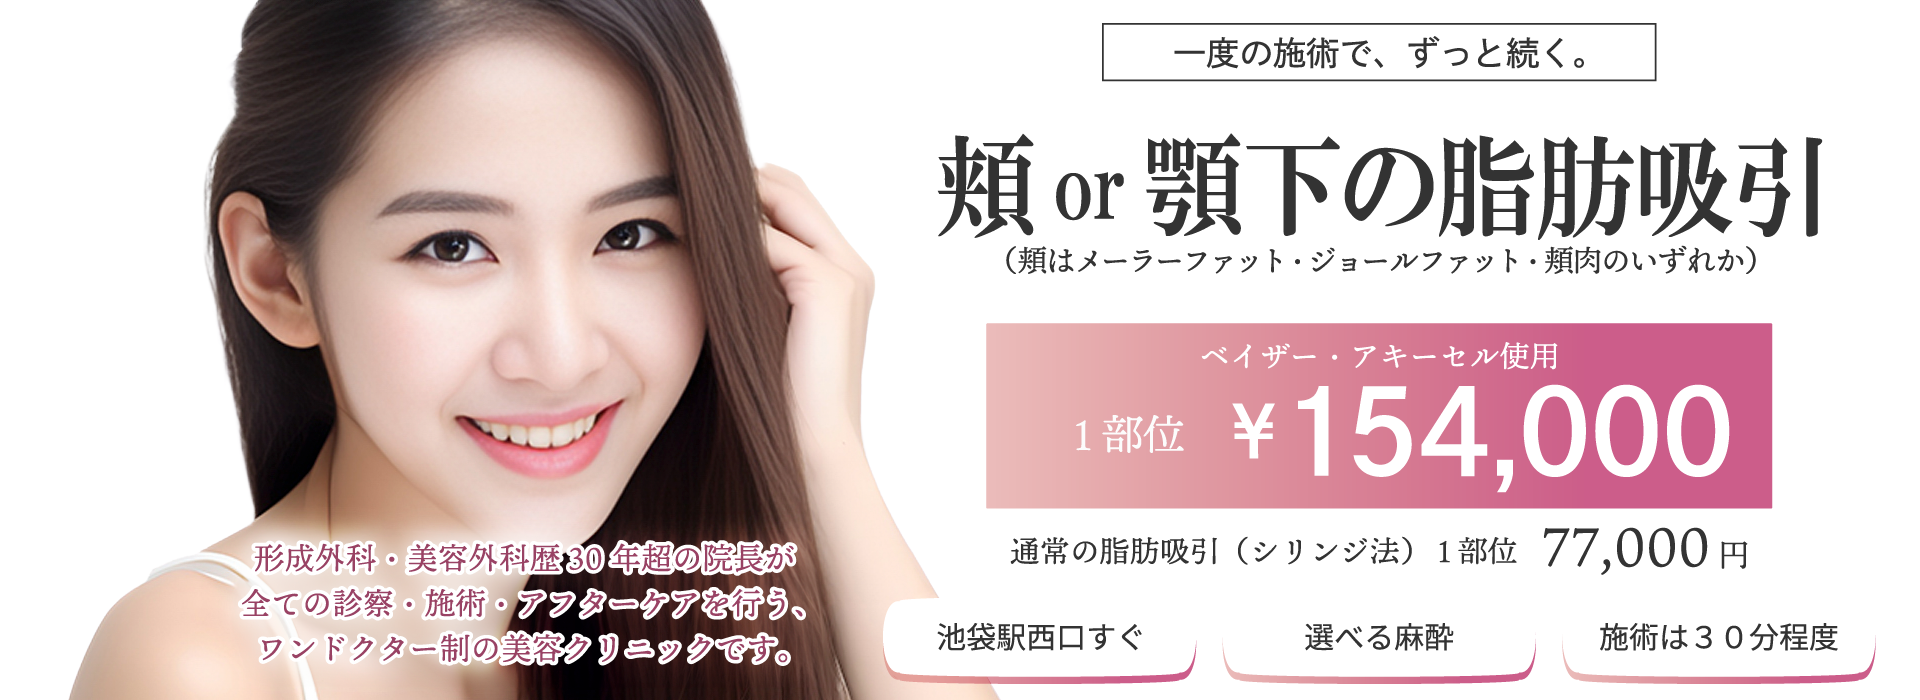 一度の施術で、ずっと続く。
頬 or 顎下の脂肪吸引
（頬はメーラーファット・ジョールファット・頬肉のいずれか）
ベイザー・アキーセル使用
1 部位 ¥154,000
通常の脂肪吸引（シリンジ法）1 部位 77,000 円
形成外科・美容外科歴 30 年超の院長が
全ての診察・施術・アフターケアを行う、
ワンドクター制の美容クリニックです。
池袋駅西口すぐ
選べる麻酔
施術は３０分程度